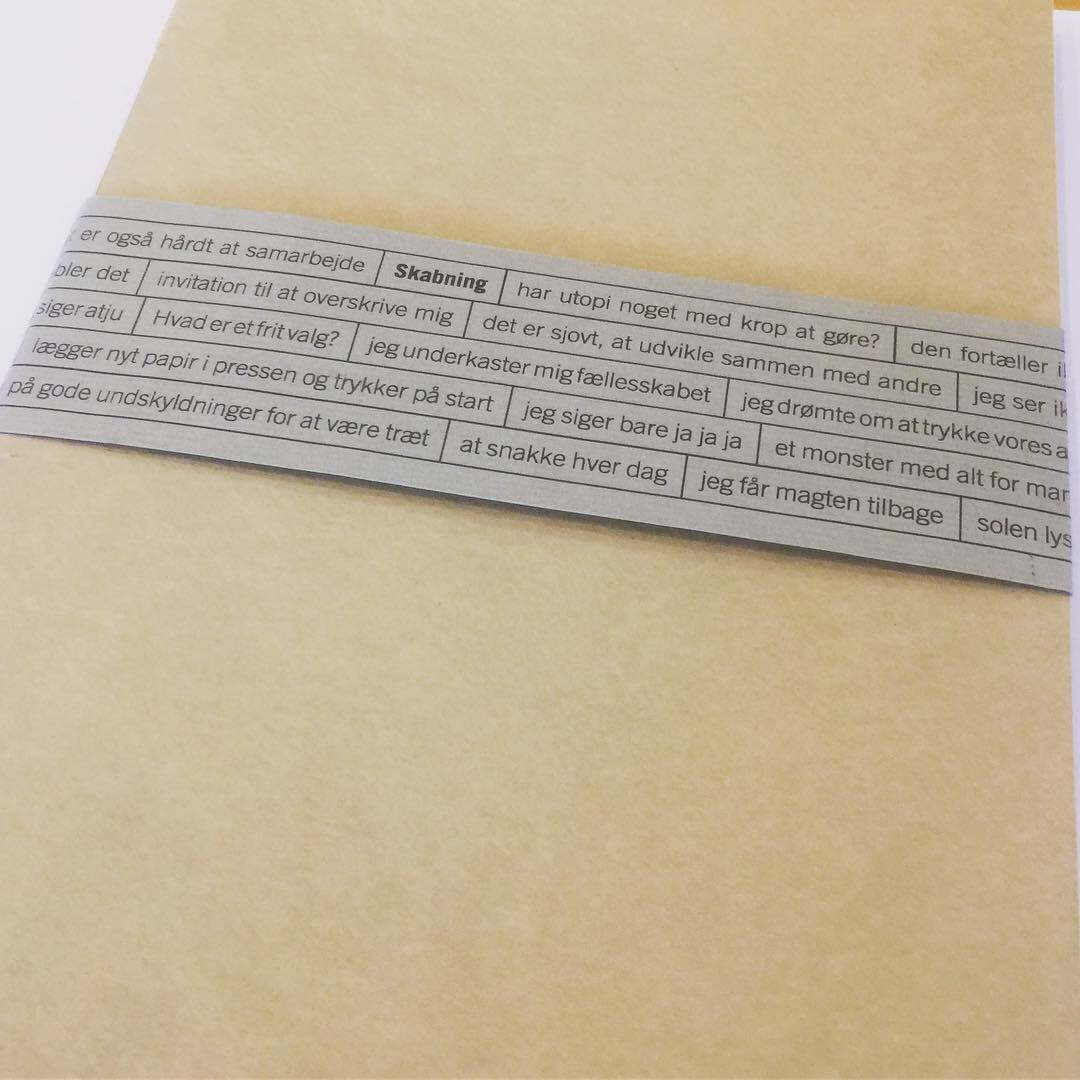 er også hårdt at samarbejde Skabning har utopi noget med krop at gøre? den fortæller
det invitation til at overskrive mig det er sjovt, at udvikle sammen med andre jeg ser
siger atju Hvad er et frit valg? jeg underkaster mig fællesskabet jeg drømte om at trykke vores
lægger nyt papir i pressen og trykker på start jeg siger bare ja ja ja et monster med alt for
på gode undskyldninger for at være træt at snakke hver dag jeg får magten tilbage solen